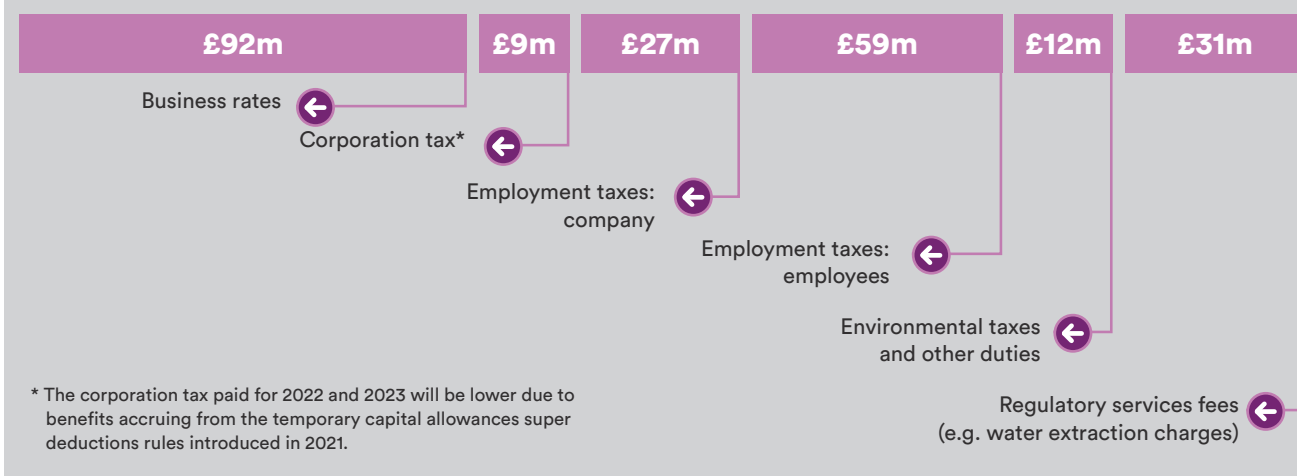 £92m £9m £27m £59m £12m £31m
Business rates
Corporation tax*
Employment taxes:
company
Employment taxes:
employees
Environmental taxes
and other duties
* The corporation tax paid for 2022 and 2023 will be lower due to
benefits accruing from the temporary capital allowances super
deductions rules introduced in 2021.
Regulatory services fees
(e.g. water extraction charges)